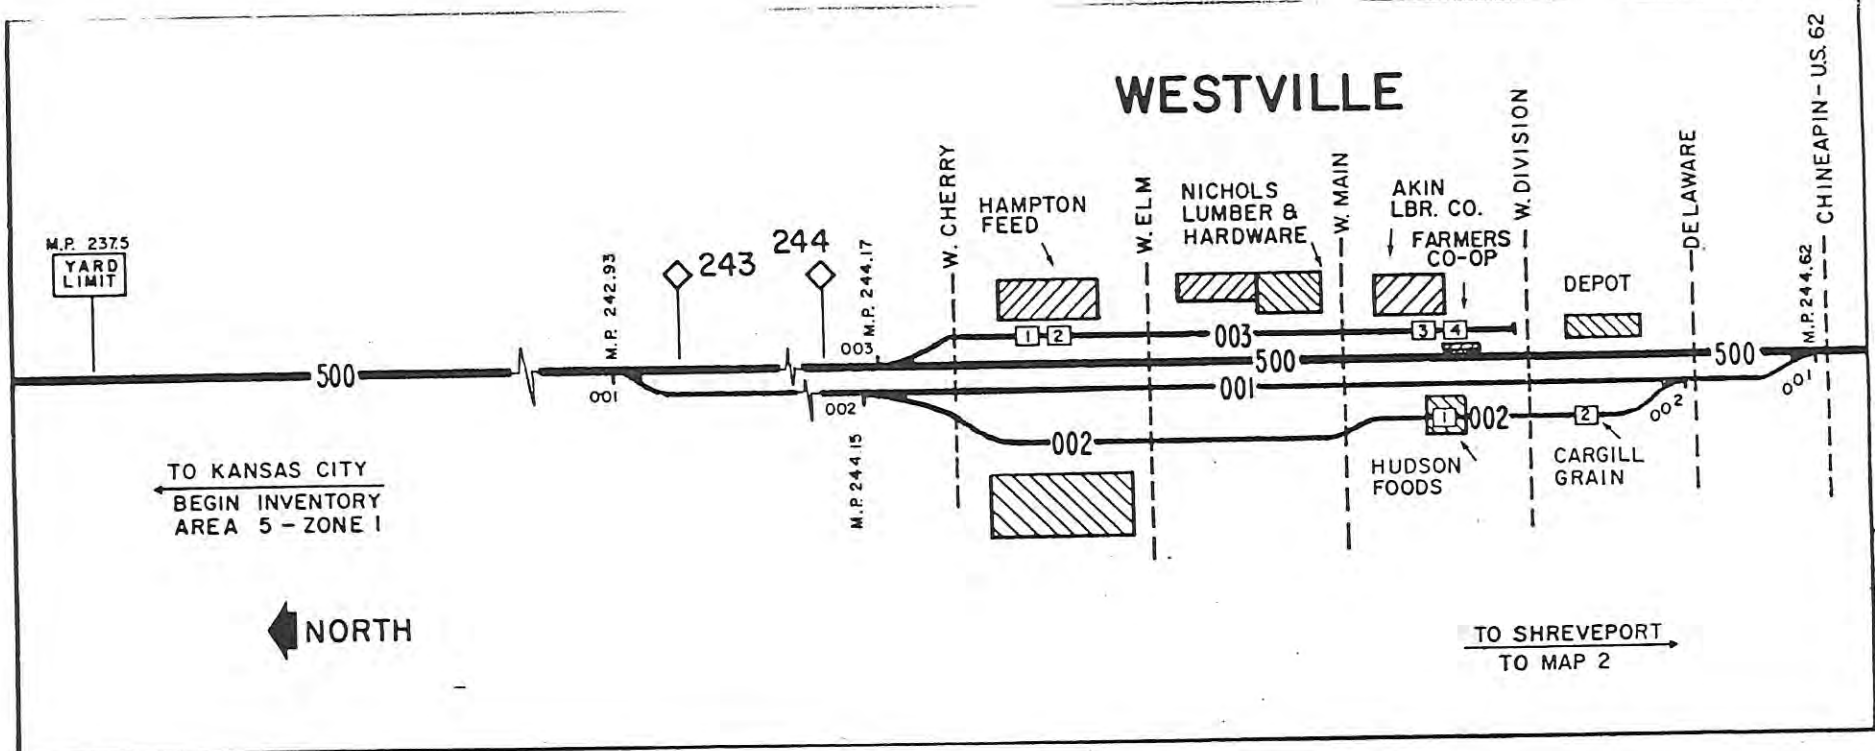 WESTVILLE
M.P. 237.5
YARD
LIMIT
M.P. 242.93
243
244
M.P. 244.17
W. CHERRY
HAMPTON
FEED
W. ELM
NICHOLS
LUMBER &
HARDWARE
W. MAIN
AKIN
LBR. CO.
FARMERS
CO-OP
W. DIVISION
DEPOT
DELAWARE
M.P. 244.62
CHINEAPIN - U.S. 62
003
1 2
003
3 4
500
500
500
001
002
001
002
001
002
1
002
2
M.P. 244.15
HUDSON
FOODS
CARGILL
GRAIN
TO KANSAS CITY
BEGIN INVENTORY
AREA 5 - ZONE 1
NORTH
TO SHREVEPORT
TO MAP 2